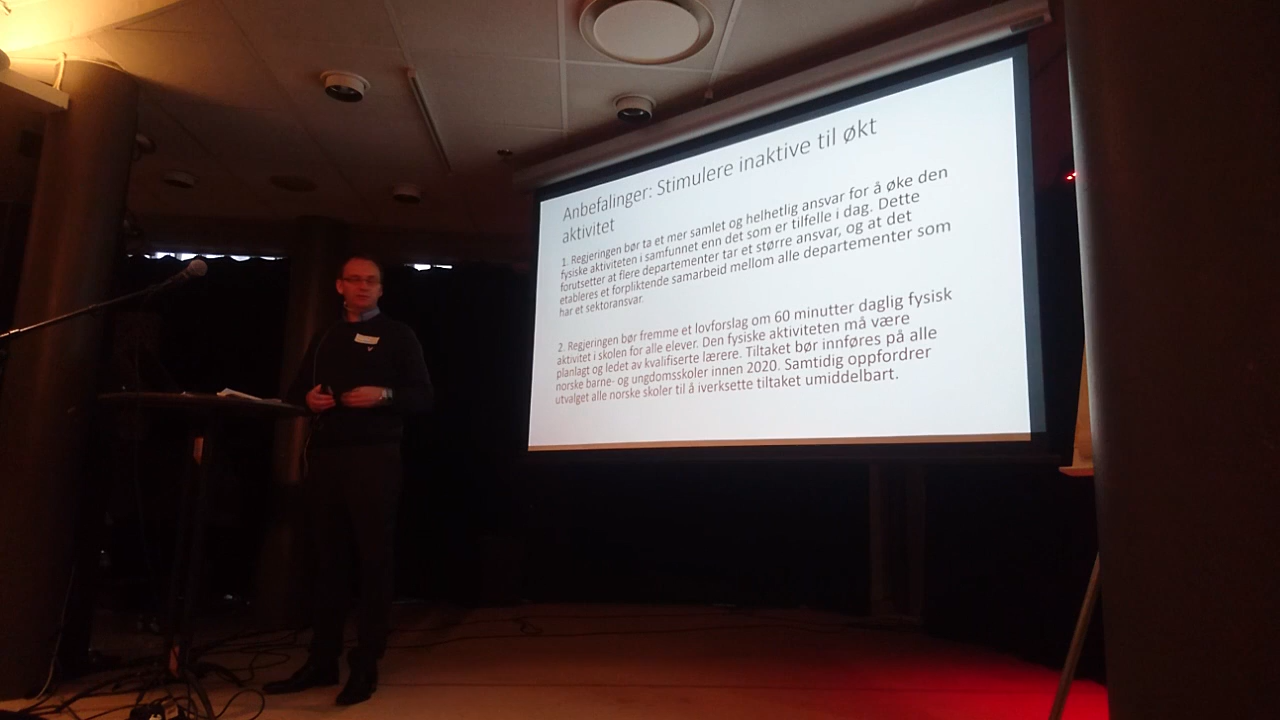 Anbefalinger: Stimulere inaktive til økt
aktivitet
1. Regjeringen bør ta et mer samlet og helhetlig ansvar for å øke den
fysiske aktiviteten i samfunnet enn det som er tilfelle i dag. Dette
forutsetter at flere departementer tar et større ansvar, og at det
etableres et forpliktende samarbeid mellom alle departementer som
har et sektoransvar.
2. Regjeringen bør fremme et lovforslag om 60 minutter daglig fysisk
aktivitet i skolen for alle elever. Den fysiske aktiviteten må være
planlagt og ledet av kvalifiserte lærere. Tiltaket bør innføres på alle
norske barne- og ungdomsskoler innen 2020. Samtidig oppfordrer
utvalget alle norske skoler til å iverksette tiltaket umiddelbart.